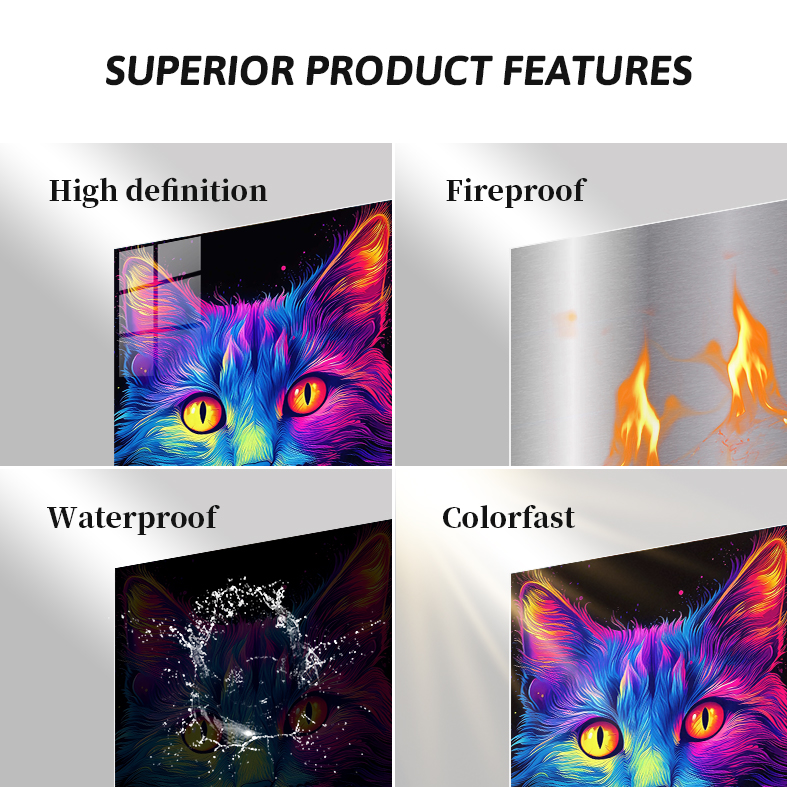 SUPERIOR PRODUCT FEATURES
High definition
Fireproof
Waterproof
Colorfast